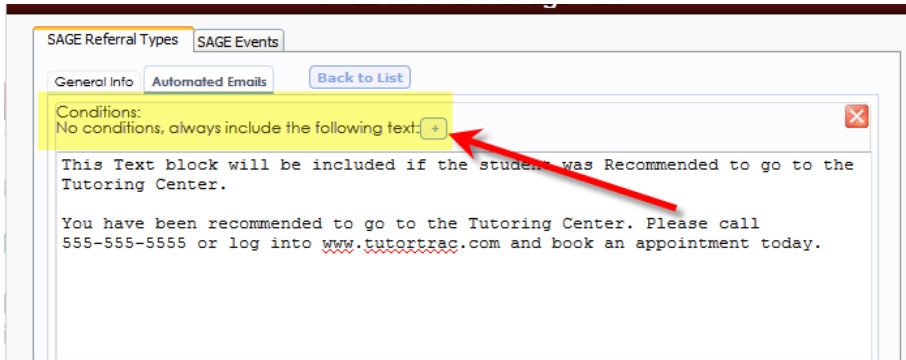 SAGE Referral Types SAGE Events
General Info Automated Emails Back to List
Conditions:
No conditions, always include the following text: +
This Text block will be included if the student was Recommended to go to the
Tutoring Center.
You have been recommended to go to the Tutoring Center. Please call
555-555-5555 or log into www.tutortrac.com and book an appointment today.